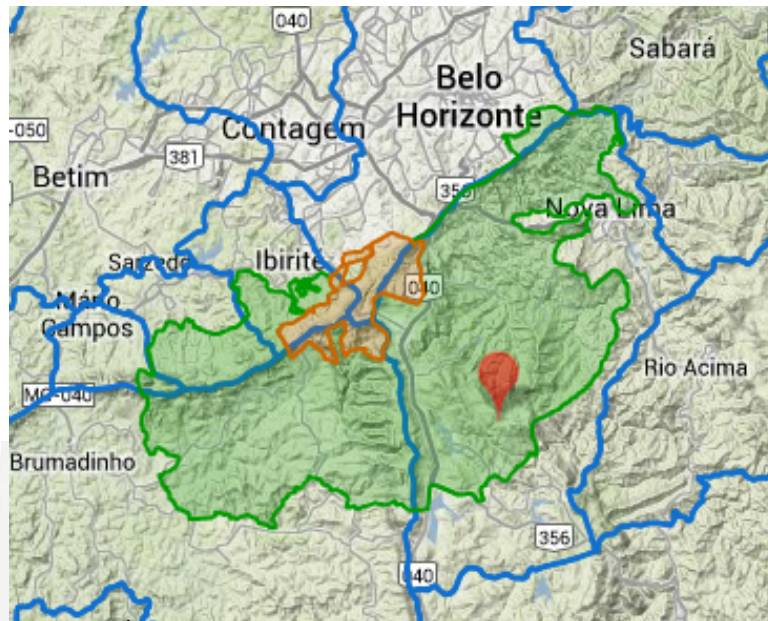 040
Sabará
Belo
Horizonte
-050
Contagem
381
Betim
356
Nova Lima
Ibirité
Sarzedo
040
Mário
Campos
Rio Acima
MG-040
Brumadinho
356
040